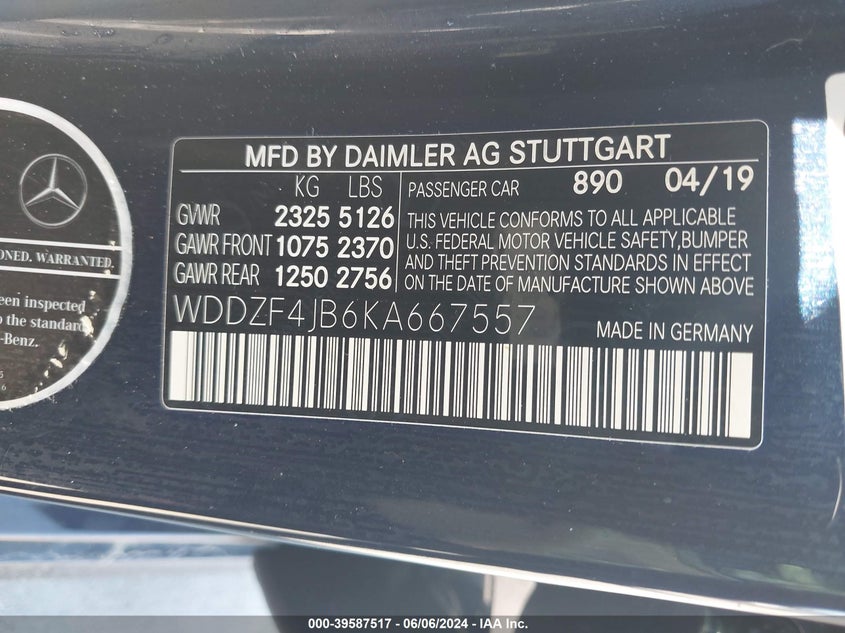 MFD BY DAIMLER AG STUTTGART
KG LBS
GVWR 2325 5126
GAWR FRONT 1075 2370
GAWR REAR 1250 2756
PASSENGER CAR 890 04/19
THIS VEHICLE CONFORMS TO ALL APPLICABLE
U.S. FEDERAL MOTOR VEHICLE SAFETY,BUMPER
AND THEFT PREVENTION STANDARDS IN EFFECT
ON THE DATE OF MANUFACTURE SHOWN ABOVE
WDDZF4JB6KA667557
MADE IN GERMANY
WARRANTED.
inspected
the standard
-Benz.
000-39587517 - 06/06/2024 - IAA Inc.